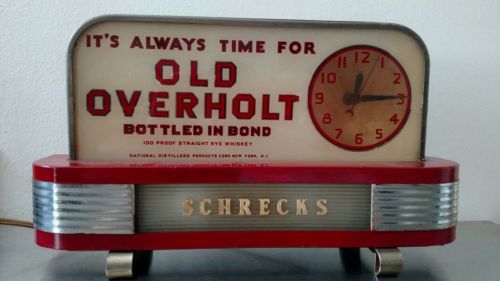 IT'S ALWAYS TIME FOR
OLD
OVERHOLT
BOTTLED IN BOND
100 PROOF STRAIGHT RYE WHISKEY
NATIONAL DISTILLERS PRODUCTS CORP. NEW YORK, N.Y.
12
1
2
3
4
5
6
7
8
9
10
11
SCHRECKS